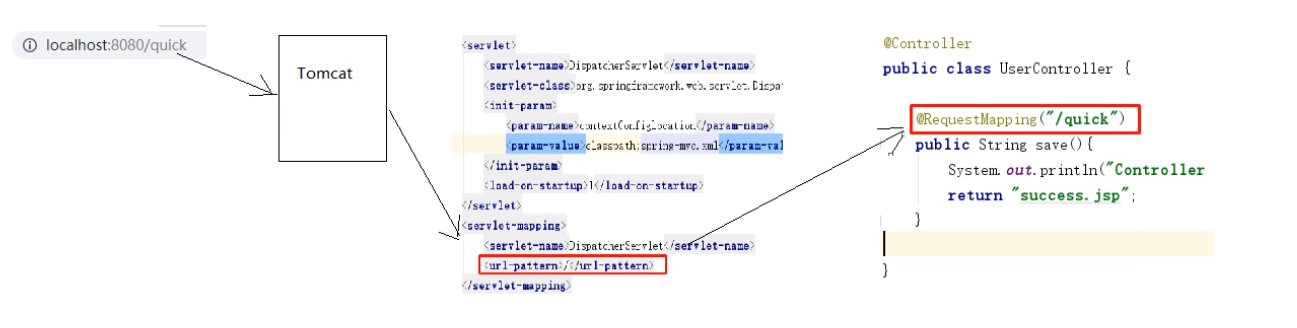 localhost:8080/quick
Tomcat
<servlet>
<servlet-name>DispatcherServlet</servlet-name>
<servlet-class>org.springframework.web.servlet.Dispa
<init-param>
<param-name>contextConfigLocation</param-name>
<param-value>classpath:spring-mvc.xml</param-val
</init-param>
<load-on-startup>1</load-on-startup>
</servlet>
<servlet-mapping>
<servlet-name>DispatcherServlet</servlet-name>
<url-pattern>/</url-pattern>
</servlet-mapping>
@Controller
public class UserController {
@RequestMapping("/quick")
public String save(){
System.out.println("Controller
return "success.jsp";
}
}